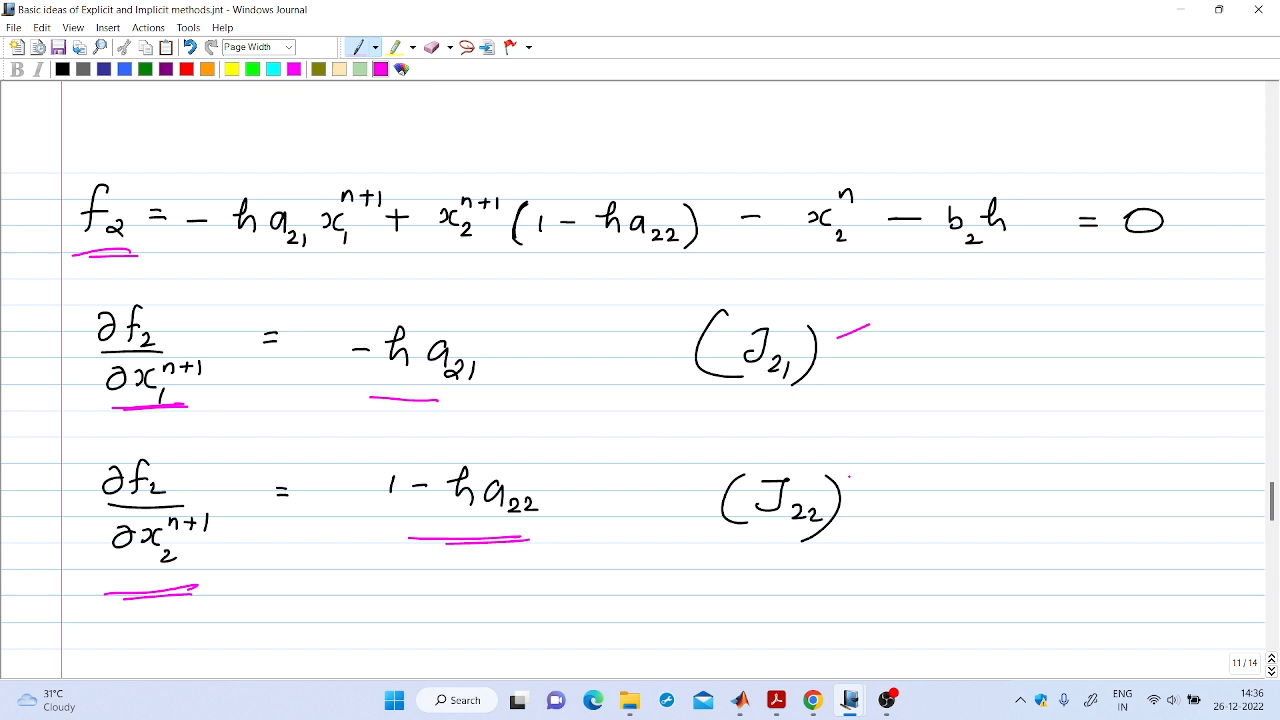 Basic ideas of Explicit and Implicit methods.jnt - Windows Journal
File Edit View Insert Actions Tools Help
Page Width
B I
f₂ = - h a₂₁ x₁ⁿ⁺¹ + x₂ⁿ⁺¹ (1 - h a₂₂) - x₂ⁿ - b₂h = 0
∂f₂/∂x₁ⁿ⁺¹ = - h a₂₁ (J₂₁)
∂f₂/∂x₂ⁿ⁺¹ = 1 - h a₂₂ (J₂₂)
11 / 14
31°C
Cloudy
Search
ENG
IN
14:36
26-12-2022